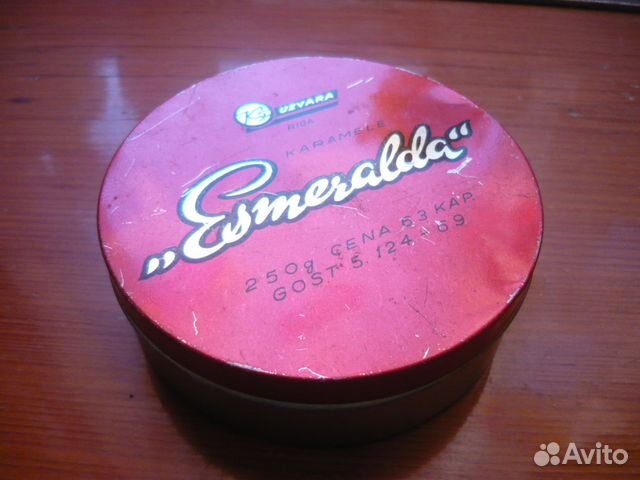 UZVARA
RIGA
KARAMELE
„Esmeralda“
250g CENA 63 KAP.
GOST 5. 124-69
Avito